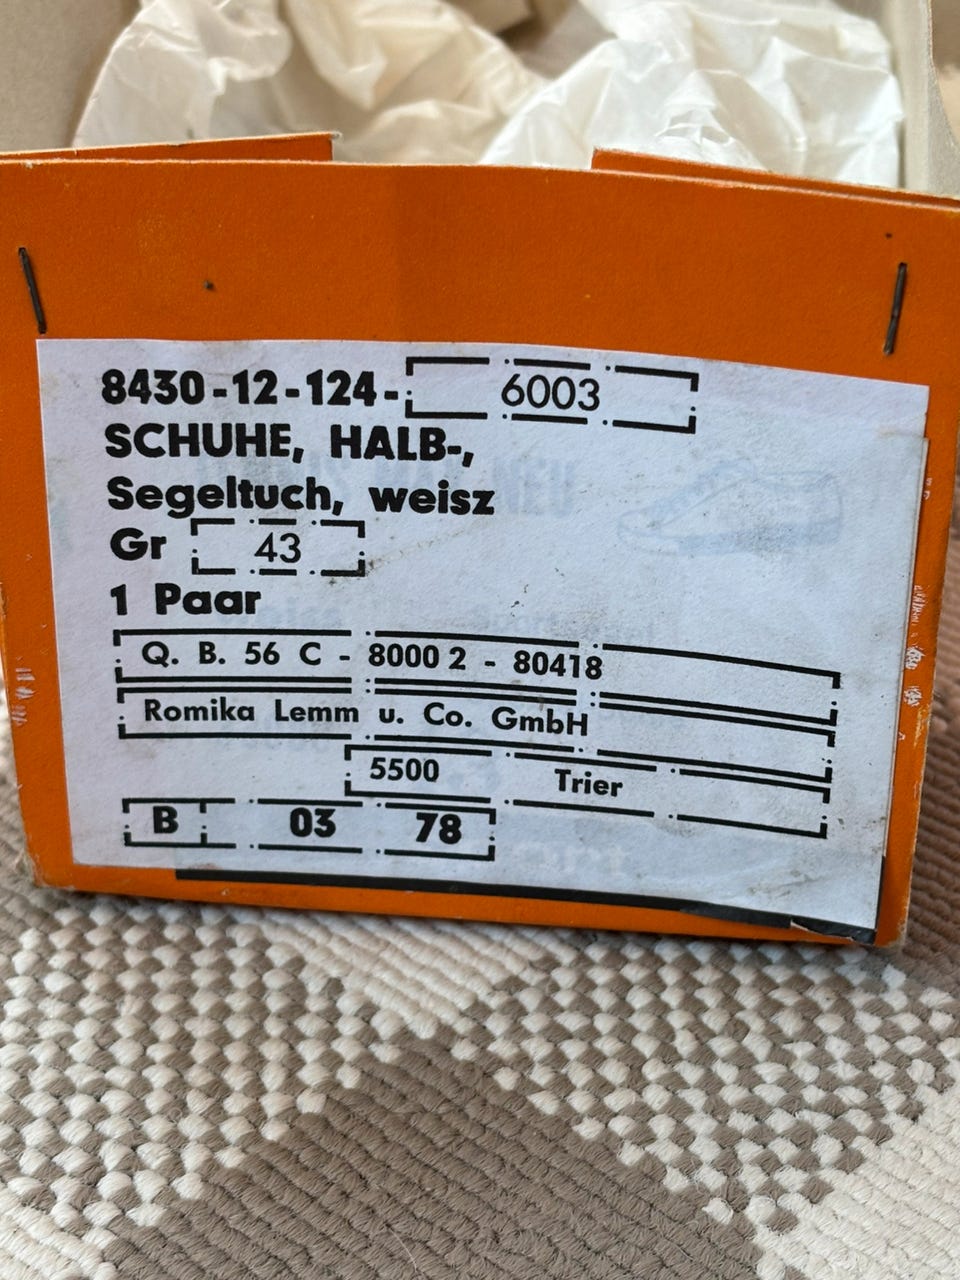 8430-12-124- 6003
SCHUHE, HALB-,
Segeltuch, weisz
Gr 43
1 Paar
Q. B. 56 C - 8000 2 - 80418
Romika Lemm u. Co. GmbH
5500 Trier
B 03 78